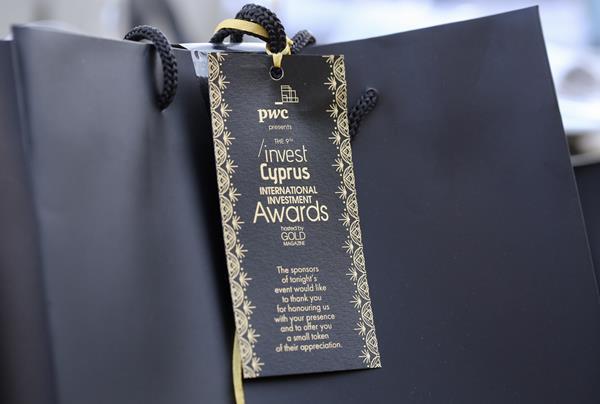 pwc
presents
THE 9TH
/invest
Cyprus
INTERNATIONAL
INVESTMENT
Awards
hosted by
GOLD
MAGAZINE
The sponsors
of tonight's
event would like
to thank you
for honouring us
with your presence
and to offer you
a small token
of their appreciation.